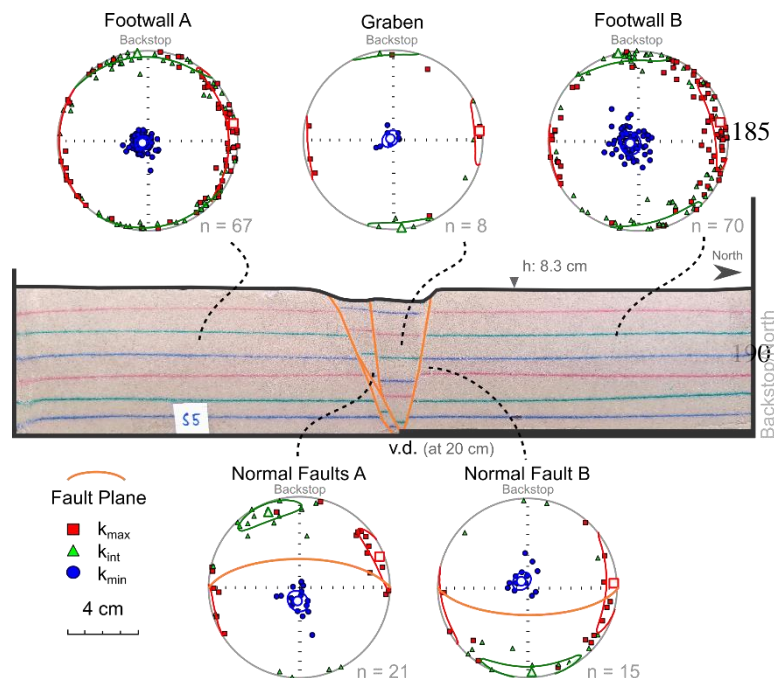 Footwall A
Backstop
Graben
Backstop
Footwall B
Backstop
185
n = 67
n = 8
n = 70
North
h: 8.3 cm
190
Backstop/North
S5
v.d. (at 20 cm)
Normal Faults A
Backstop
Normal Fault B
Backstop
Fault Plane
kmax
kint
kmin
4 cm
n = 21
n = 15